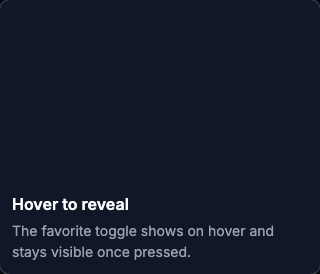 Hover to reveal
The favorite toggle shows on hover and
stays visible once pressed.